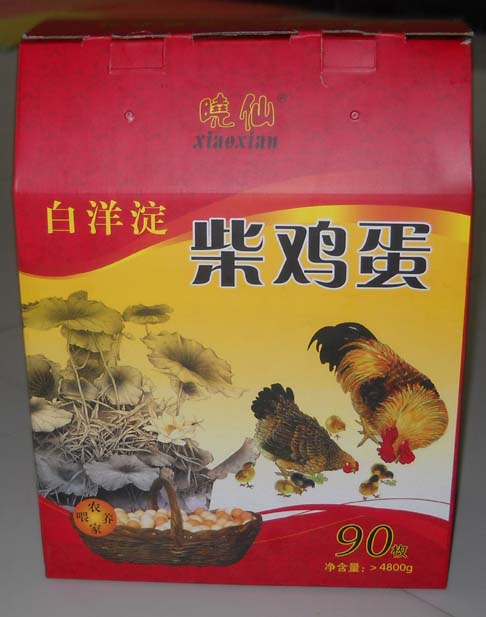 曉仙®
xiaoxian
白洋淀
柴鸡蛋
农家喂养
90枚
净含量：>4800g